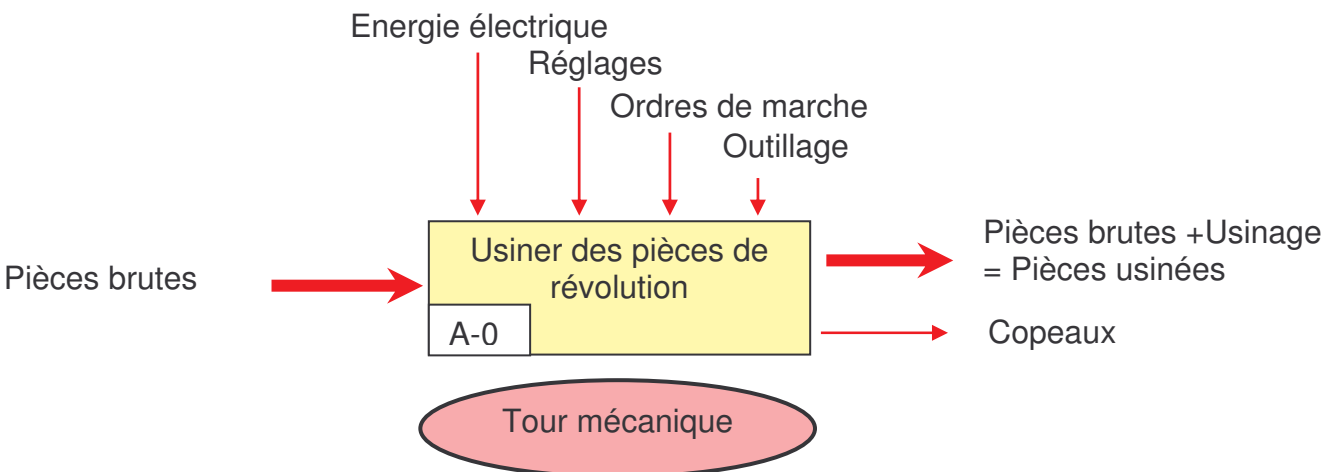 Energie électrique
Réglages
Ordres de marche
Outillage
Pièces brutes
Usiner des pièces de
révolution
A-0
Pièces brutes +Usinage
= Pièces usinées
Copeaux
Tour mécanique